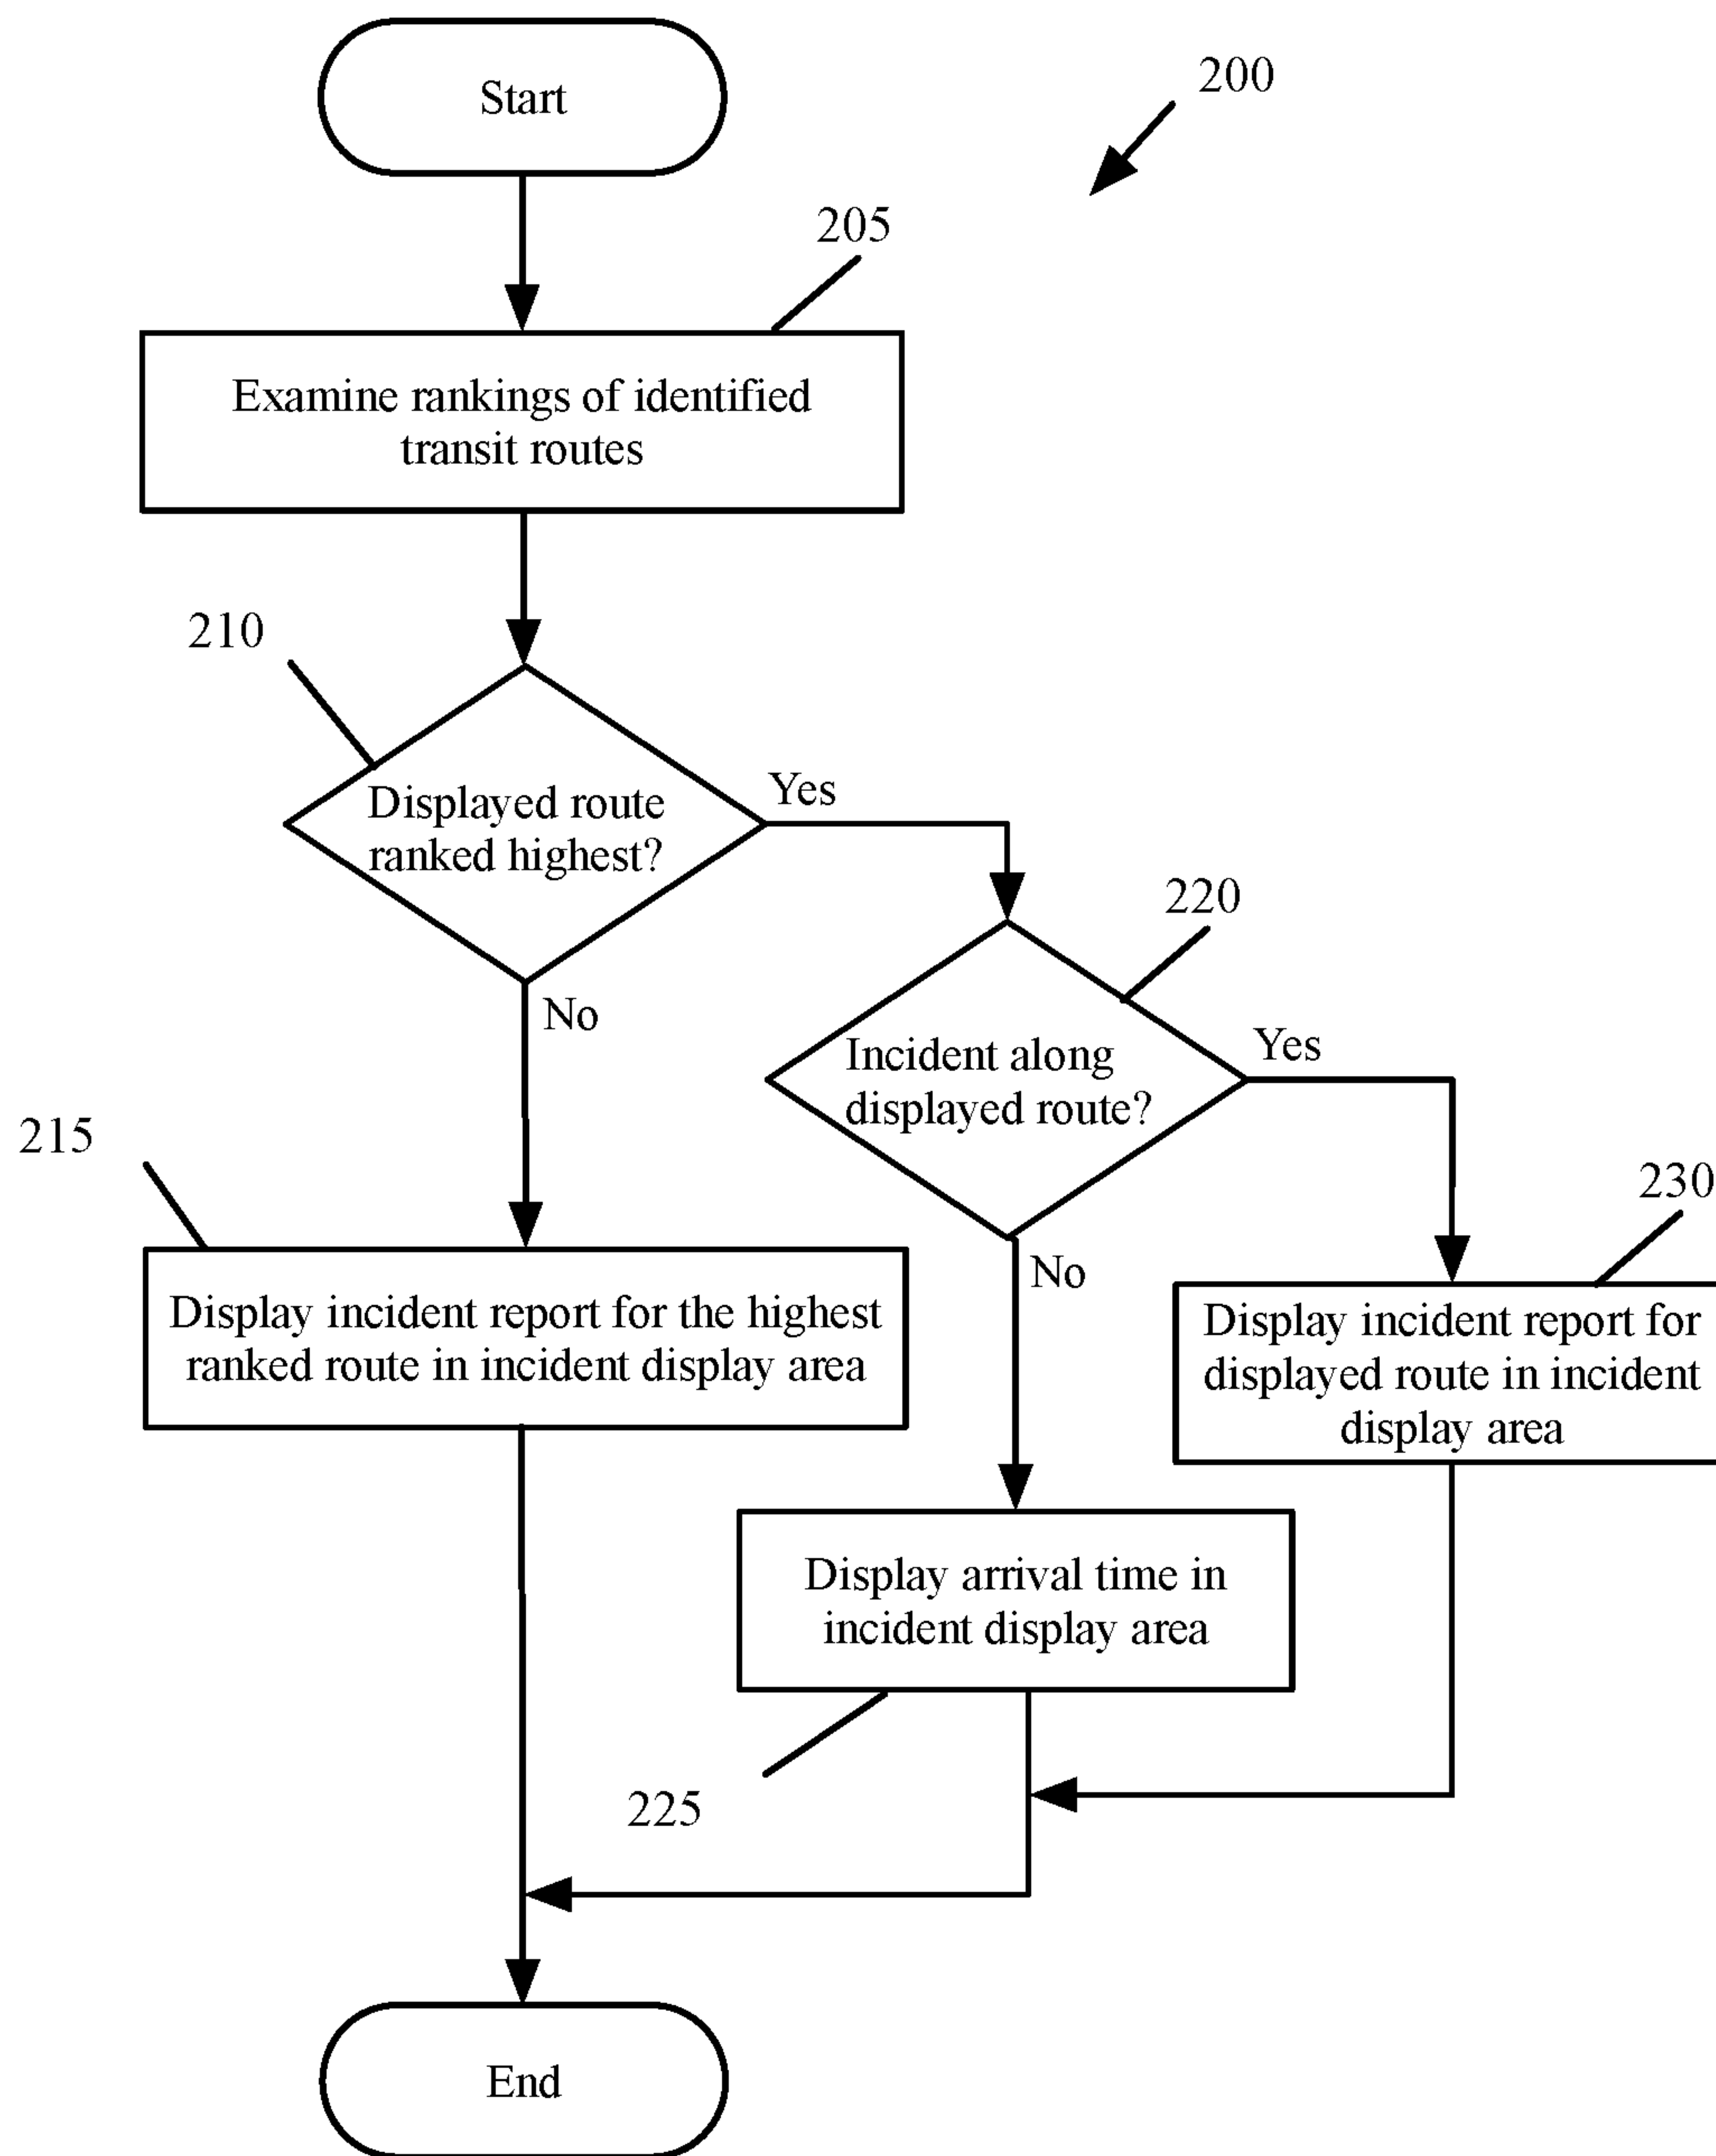 Start
200
205
Examine rankings of identified
transit routes
210
Displayed route
ranked highest?
Yes
No
220
Incident along
displayed route?
Yes
No
215
Display incident report for the highest
ranked route in incident display area
230
Display incident report for
displayed route in incident
display area
Display arrival time in
incident display area
225
End